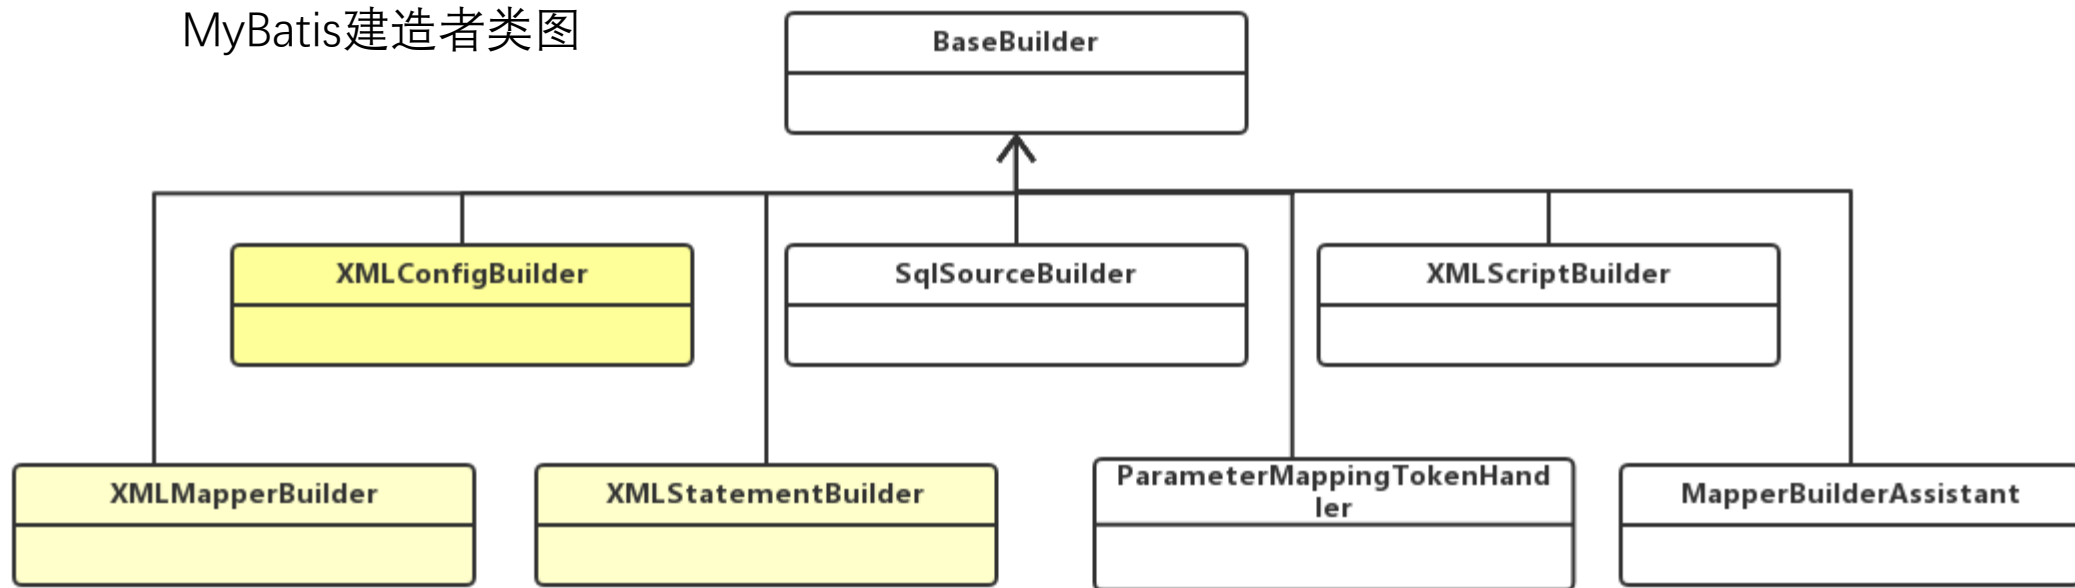 MyBatis建造者类图
BaseBuilder
XMLConfigBuilder
SqlSourceBuilder
XMLScriptBuilder
XMLMapperBuilder
XMLStatementBuilder
ParameterMappingTokenHand
ler
MapperBuilderAssistant